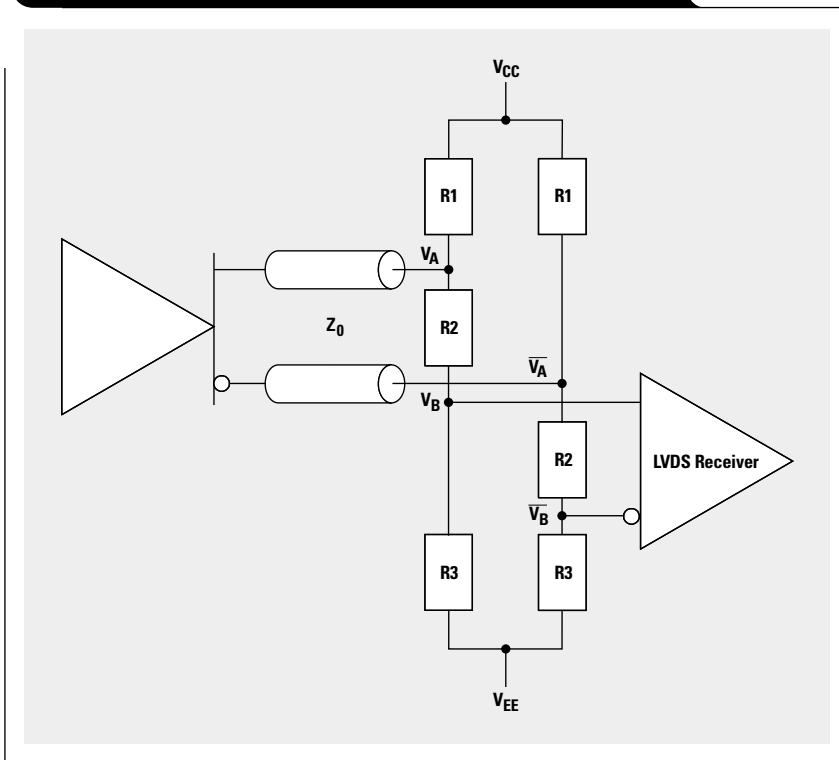 V_CC
R1 R1
V_A
Z_0
R2
V̅_A̅
V_B
R2
LVDS Receiver
V̅_B̅
R3 R3
V_EE